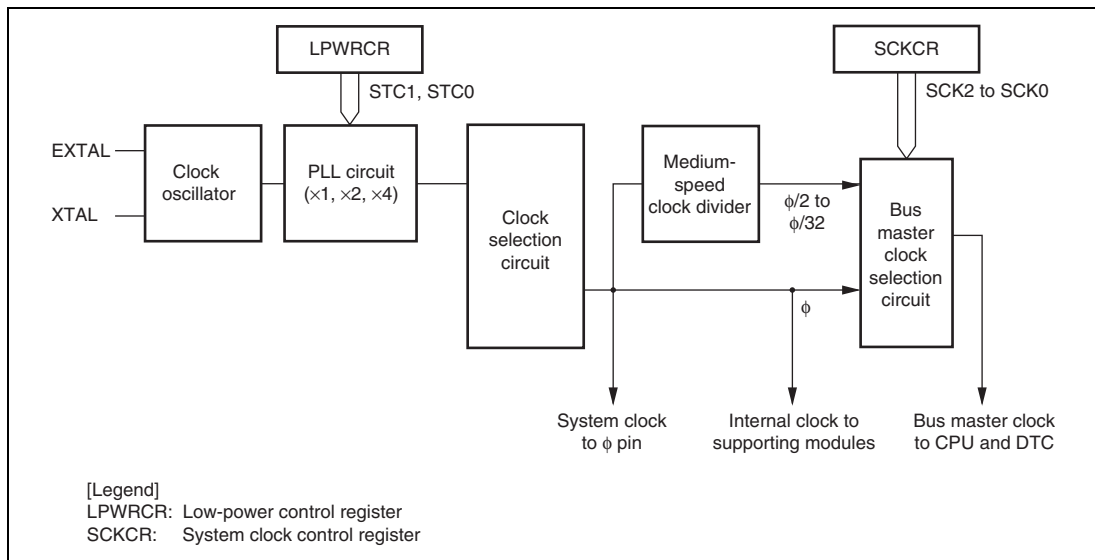 LPWRCR
SCKCR
STC1, STC0
SCK2 to SCK0
EXTAL
XTAL
Clock
oscillator
PLL circuit
(×1, ×2, ×4)
Clock
selection
circuit
Medium-
speed
clock divider
ϕ/2 to
ϕ/32
Bus
master
clock
selection
circuit
ϕ
System clock
to ϕ pin
Internal clock to
supporting modules
Bus master clock
to CPU and DTC
[Legend]
LPWRCR: Low-power control register
SCKCR: System clock control register